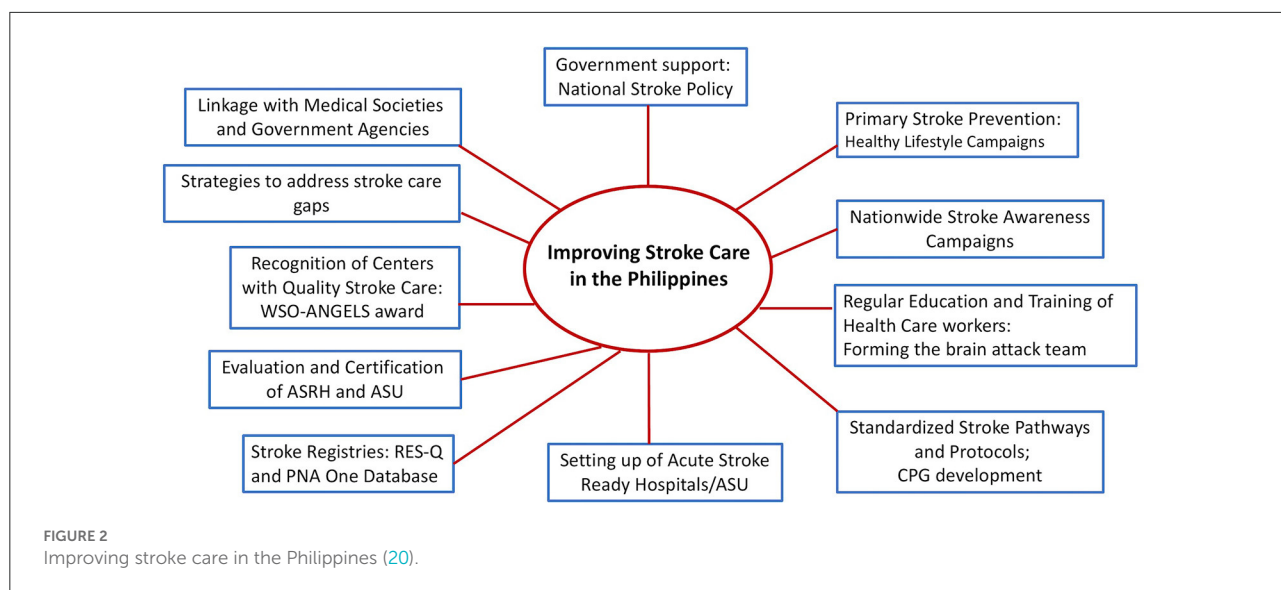 Government support:
National Stroke Policy
Linkage with Medical Societies
and Government Agencies
Primary Stroke Prevention:
Healthy Lifestyle Campaigns
Strategies to address stroke care
gaps
Nationwide Stroke Awareness
Campaigns
Improving Stroke Care
in the Philippines
Recognition of Centers
with Quality Stroke Care:
WSO-ANGELS award
Regular Education and Training of
Health Care workers:
Forming the brain attack team
Evaluation and Certification
of ASRH and ASU
Standardized Stroke Pathways
and Protocols;
CPG development
Stroke Registries: RES-Q
and PNA One Database
Setting up of Acute Stroke
Ready Hospitals/ASU
FIGURE 2
Improving stroke care in the Philippines (20).